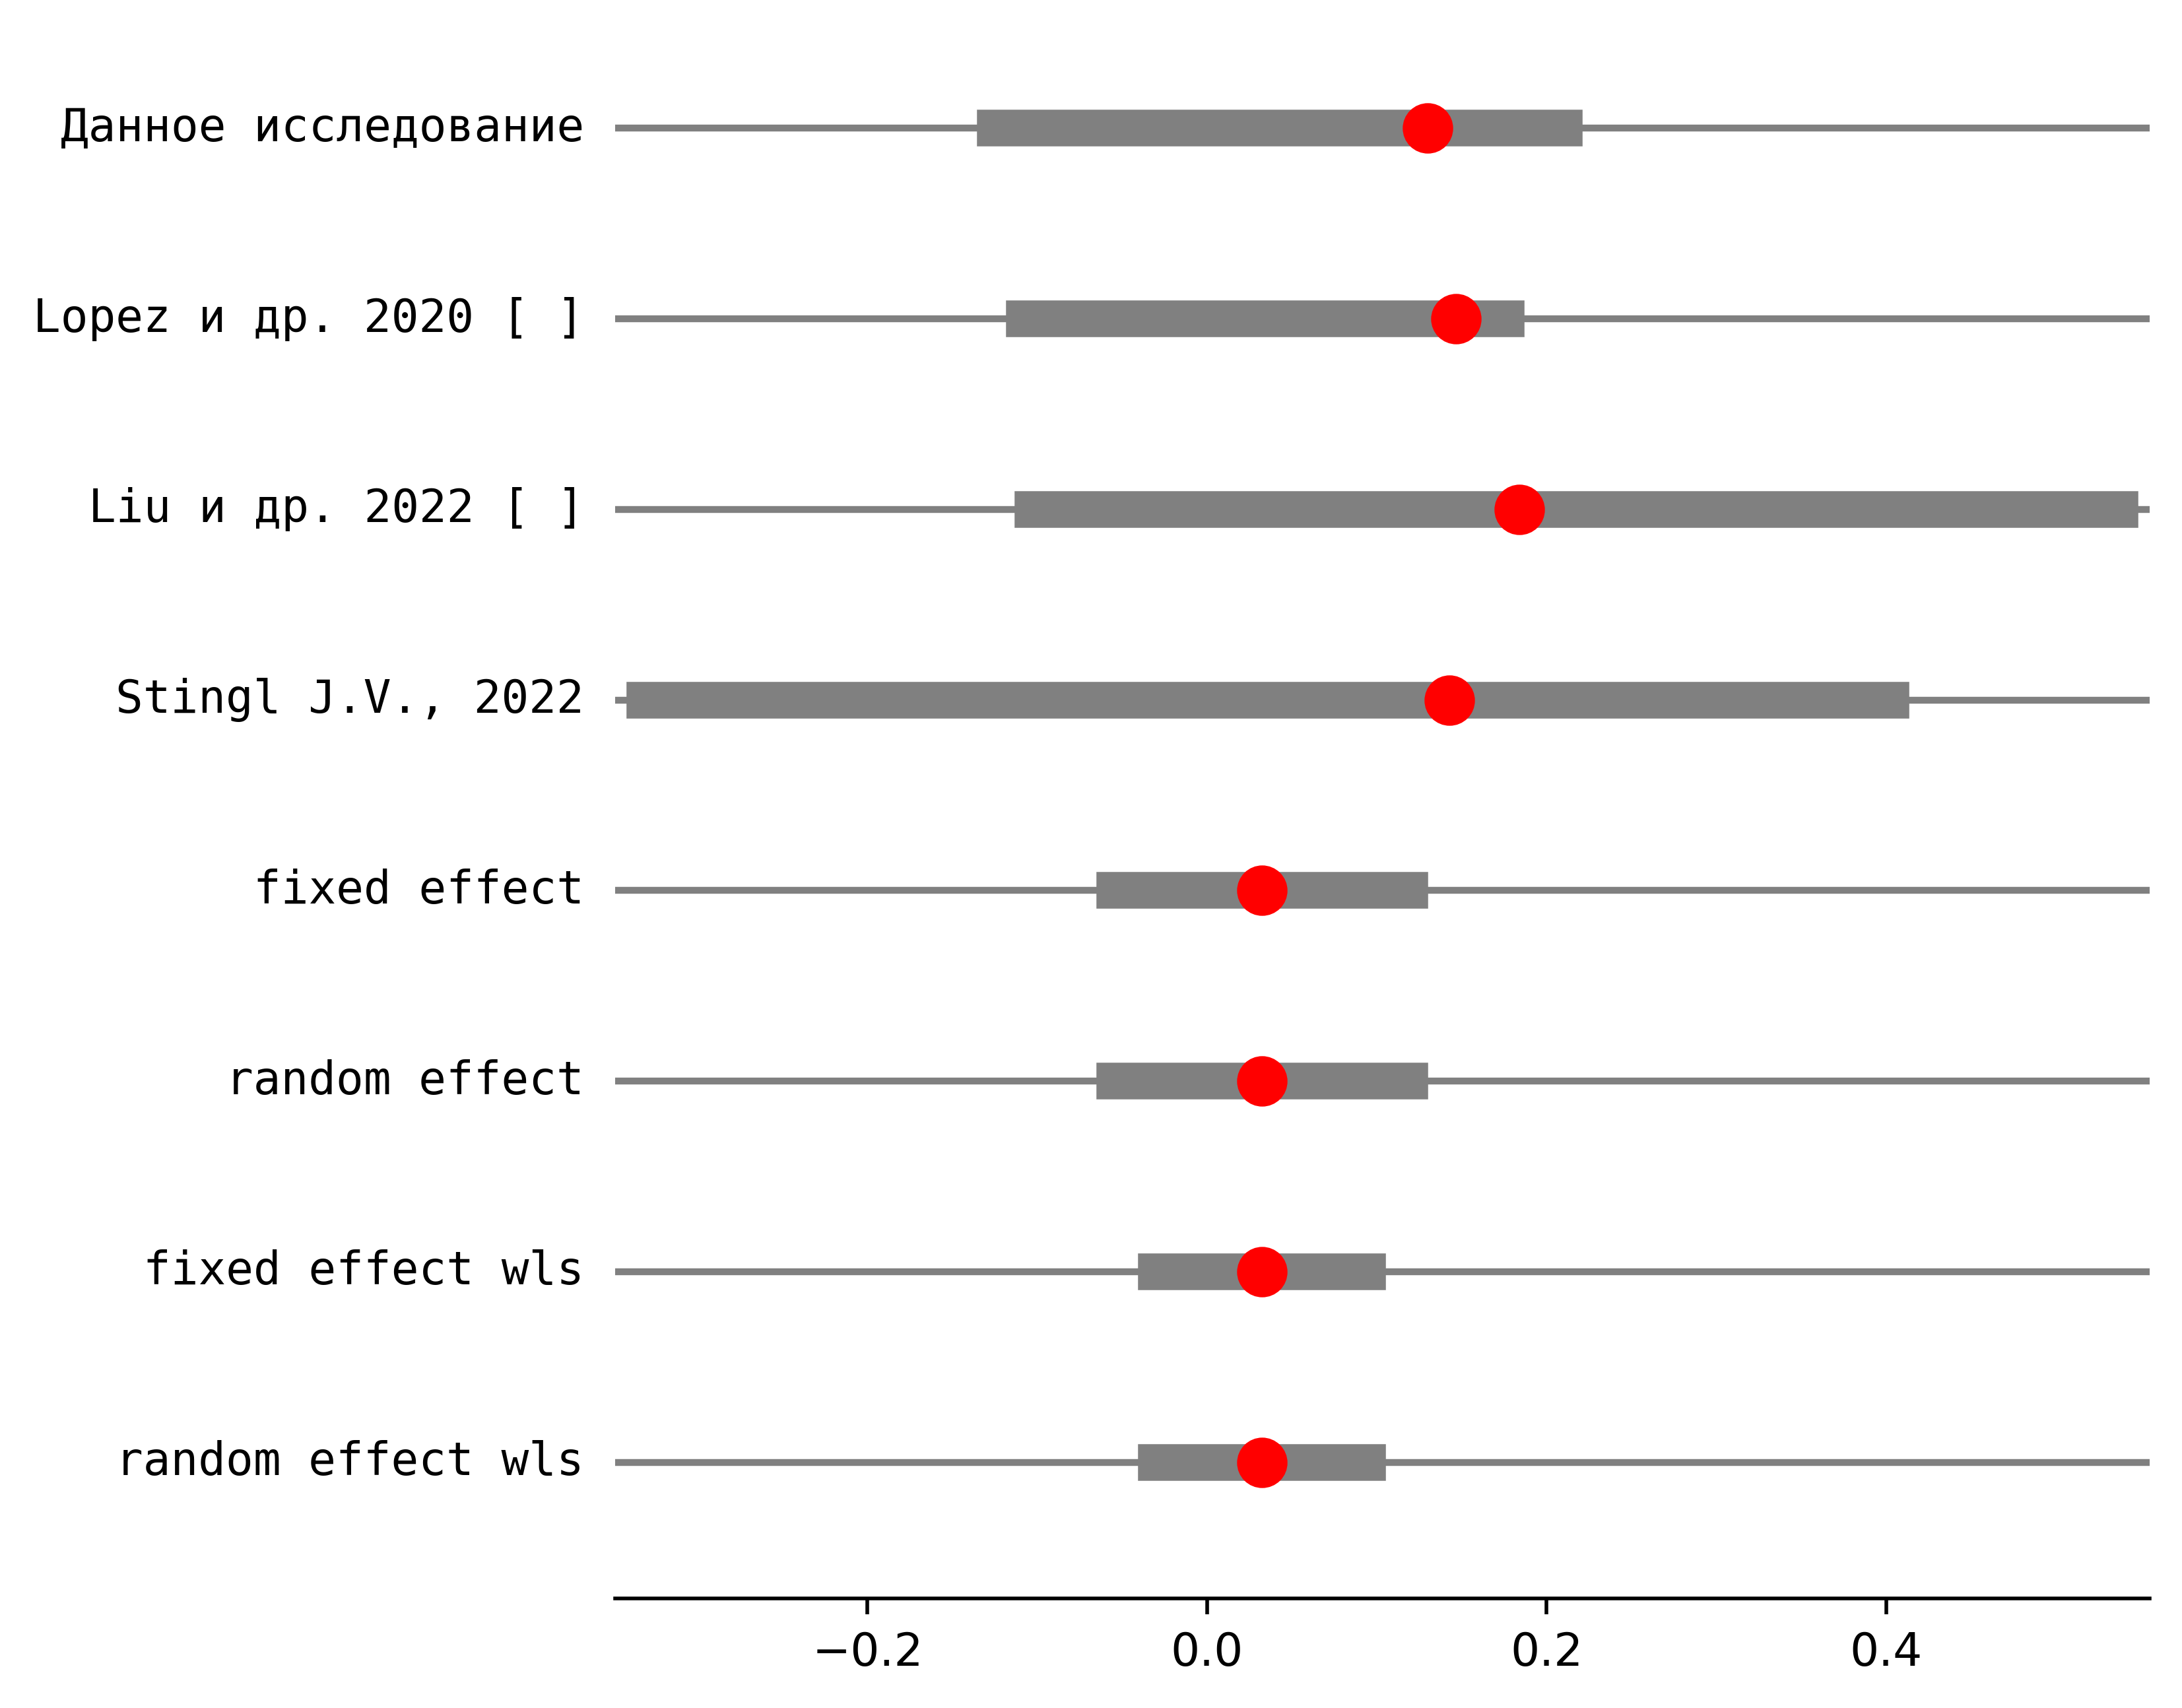 Данное исследование
Lopez и др. 2020 [ ]
Liu и др. 2022 [ ]
Stingl J.V., 2022
fixed effect
random effect
fixed effect wls
random effect wls
−0.2 0.0 0.2 0.4